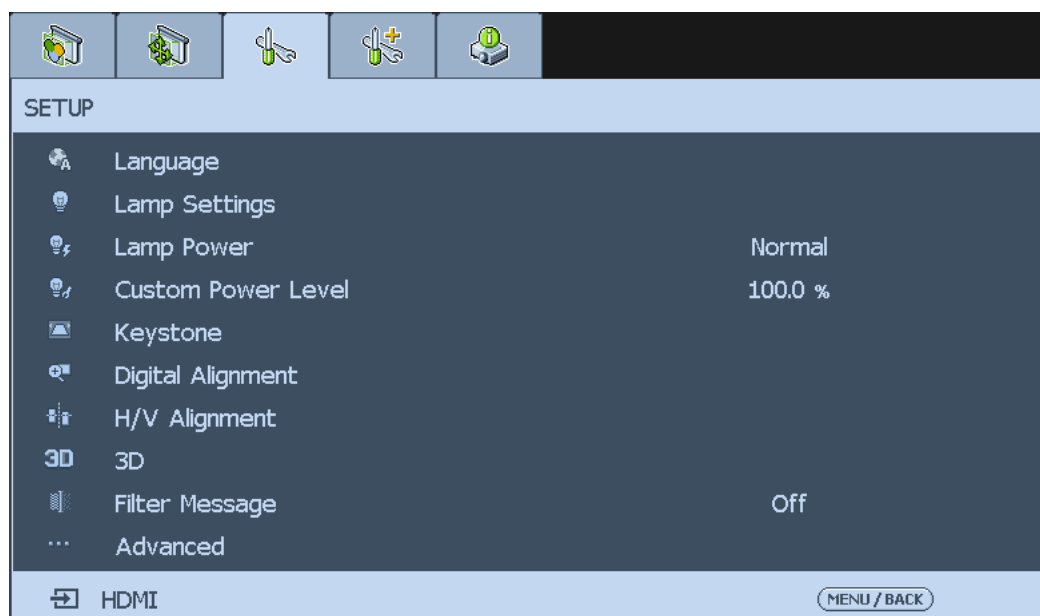 SETUP
Language
Lamp Settings
Lamp Power Normal
Custom Power Level 100.0 %
Keystone
Digital Alignment
H/V Alignment
3D 3D
Filter Message Off
Advanced
HDMI MENU / BACK